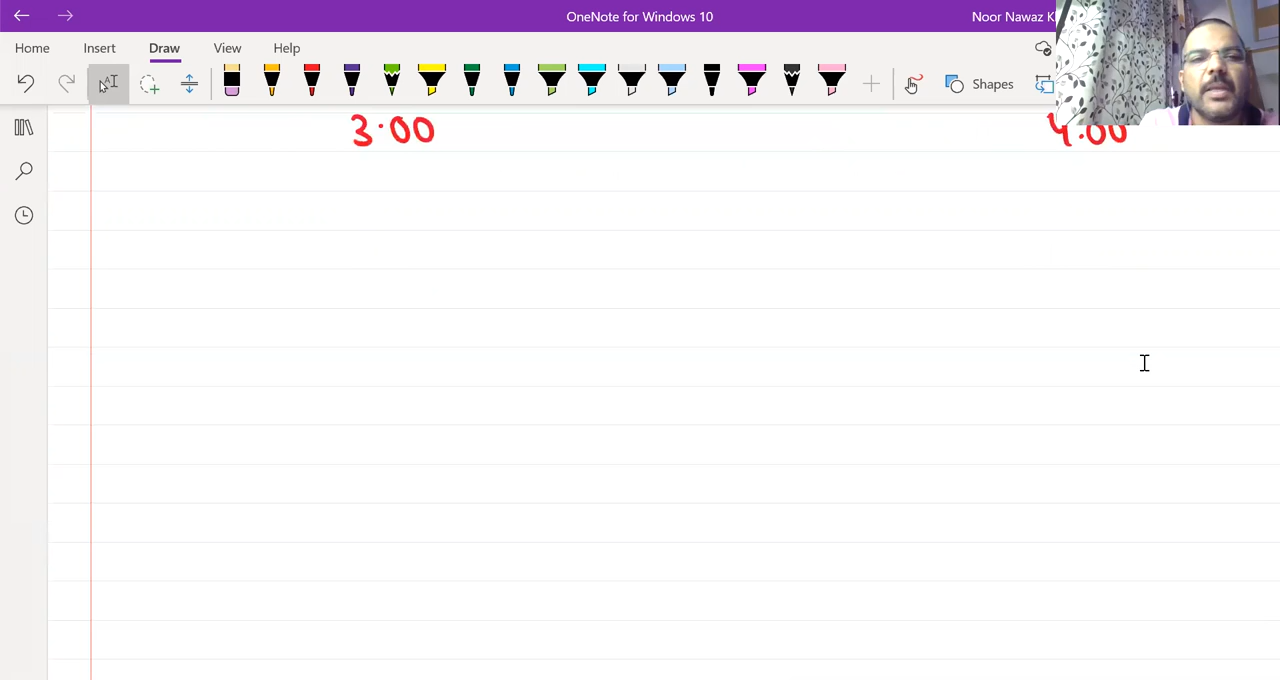 OneNote for Windows 10
Noor Nawaz K
Home Insert Draw View Help
Shapes
3.00 4.00